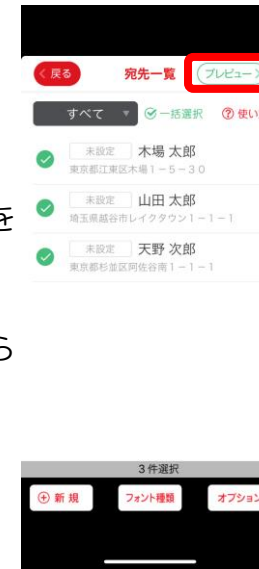 < 戻る 宛先一覧 プレビュー >
すべて ▼ 一括選択 ? 使い
未設定 木場 太郎
東京都江東区木場１－５－３０
を
未設定 山田 太郎
埼玉県越谷市レイクタウン１－１－１
未設定 天野 次郎
東京都杉並区阿佐谷南１－１－１
ら
３件選択
新規 フォント種類 オプション